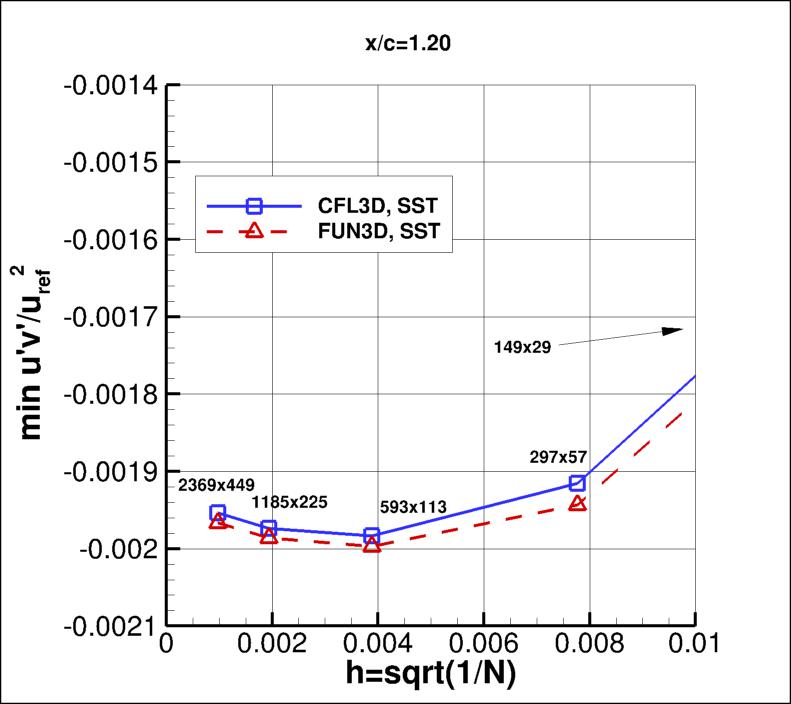 x/c=1.20
-0.0014
-0.0015
-0.0016
-0.0017
-0.0018
-0.0019
-0.002
-0.0021
min u'v'/u_ref^2
CFL3D, SST
FUN3D, SST
149x29
297x57
2369x449
1185x225
593x113
0 0.002 0.004 0.006 0.008 0.01
h=sqrt(1/N)